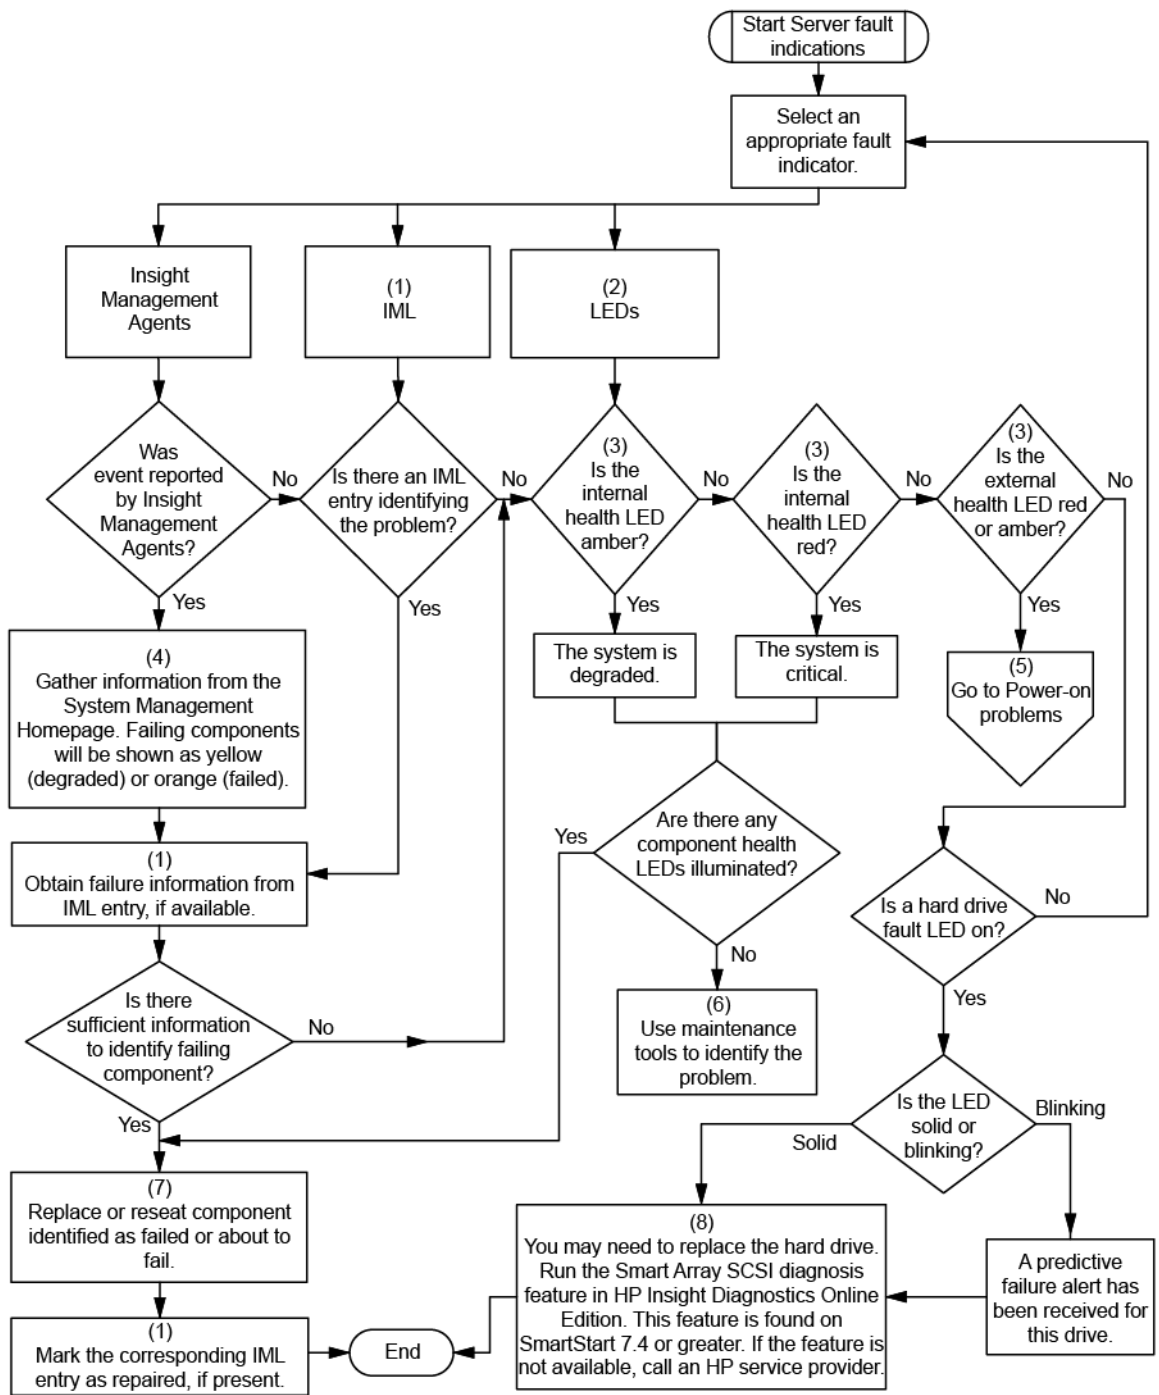 Start Server fault
indications
Select an
appropriate fault
indicator.
Insight
Management
Agents
(1)
IML
(2)
LEDs
Was
event reported
by Insight
Management
Agents?
No
Is there an IML
entry identifying
the problem?
No
(3)
Is the
internal
health LED
amber?
No
(3)
Is the
internal
health LED
red?
No
(3)
Is the
external
health LED red
or amber?
No
Yes
Yes
Yes
Yes
Yes
(4)
Gather information from the
System Management
Homepage. Failing components
will be shown as yellow
(degraded) or orange (failed).
The system is
degraded.
The system is
critical.
(5)
Go to Power-on
problems
Yes
Are there any
component health
LEDs illuminated?
No
(1)
Obtain failure information from
IML entry, if available.
Is a hard drive
fault LED on?
No
Yes
Is there
sufficient information
to identify failing
component?
No
Yes
(6)
Use maintenance
tools to identify the
problem.
Is the LED
solid or
blinking?
Blinking
Solid
(7)
Replace or reseat component
identified as failed or about to
fail.
(8)
You may need to replace the hard drive.
Run the Smart Array SCSI diagnosis
feature in HP Insight Diagnostics Online
Edition. This feature is found on
SmartStart 7.4 or greater. If the feature is
not available, call an HP service provider.
A predictive
failure alert has
been received for
this drive.
(1)
Mark the corresponding IML
entry as repaired, if present.
End